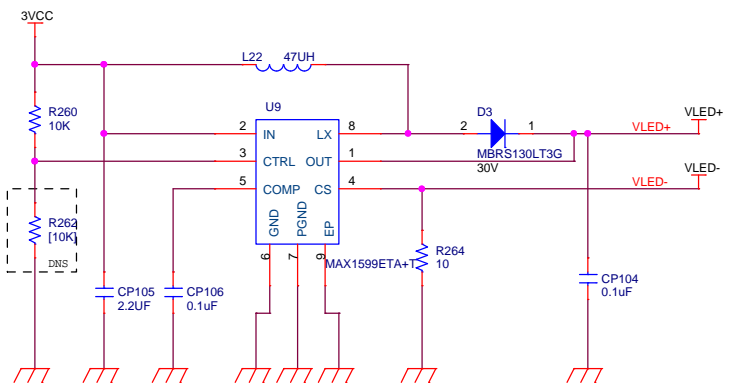 3VCC
L22 47UH
R260
10K
U9
D3
VLED+
VLED+
2 IN LX 8
2 1
3 CTRL OUT 1
MBRS130LT3G
30V
VLED-
5 COMP CS 4
VLED-
R262
[10K]
DNS
GND PGND EP
6 7 9
MAX1599ETA+T
R264
10
CP105
2.2UF
CP106
0.1uF
CP104
0.1uF